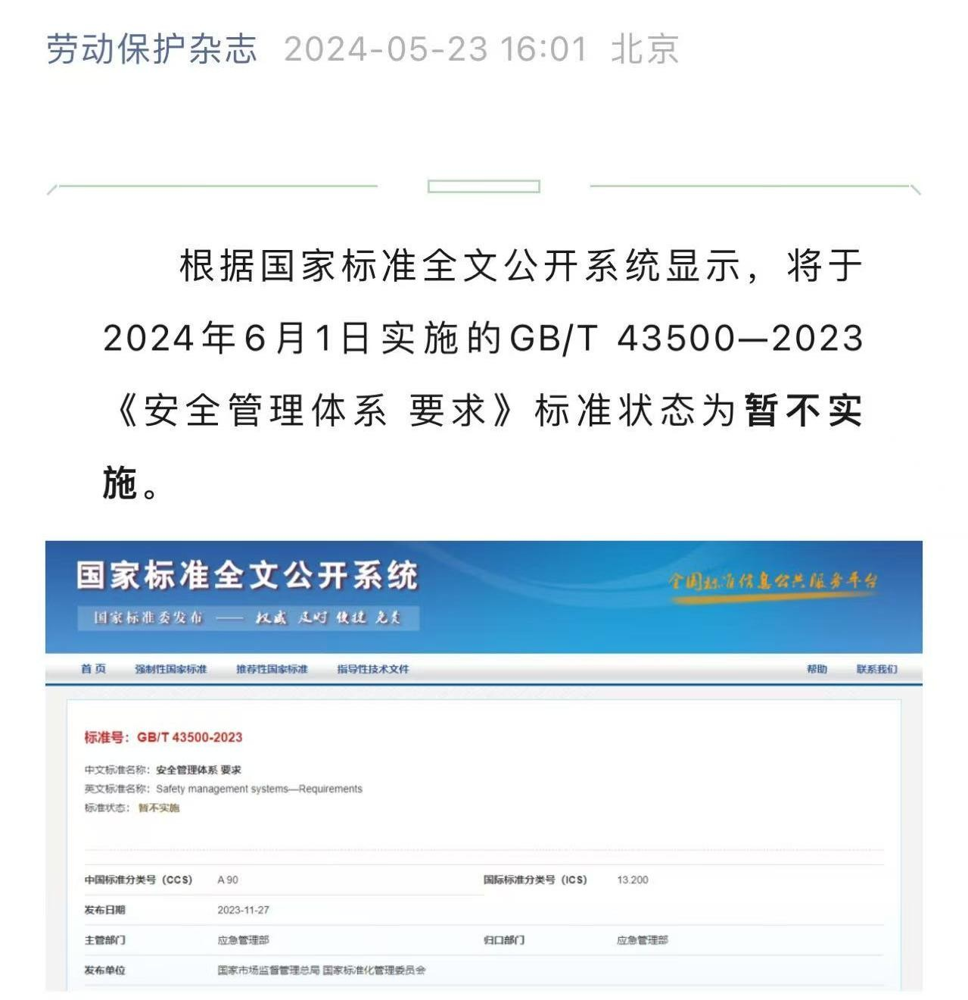 劳动保护杂志 2024-05-23 16:01 北京
根据国家标准全文公开系统显示，将于
2024年6月1日实施的GB/T 43500—2023
《安全管理体系 要求》标准状态为暂不实
施。
国家标准全文公开系统
全国标准信息公共服务平台
国家标准委发布 —— 权威 及时 便捷 免费
首页 强制性国家标准 推荐性国家标准 指导性技术文件 帮助 联系我们
标准号：GB/T 43500-2023
中文标准名称：安全管理体系 要求
英文标准名称：Safety management systems—Requirements
标准状态：暂不实施
中国标准分类号（CCS） A 90 国际标准分类号（ICS） 13.200
发布日期 2023-11-27
主管部门 应急管理部 归口部门 应急管理部
发布单位 国家市场监督管理总局 国家标准化管理委员会